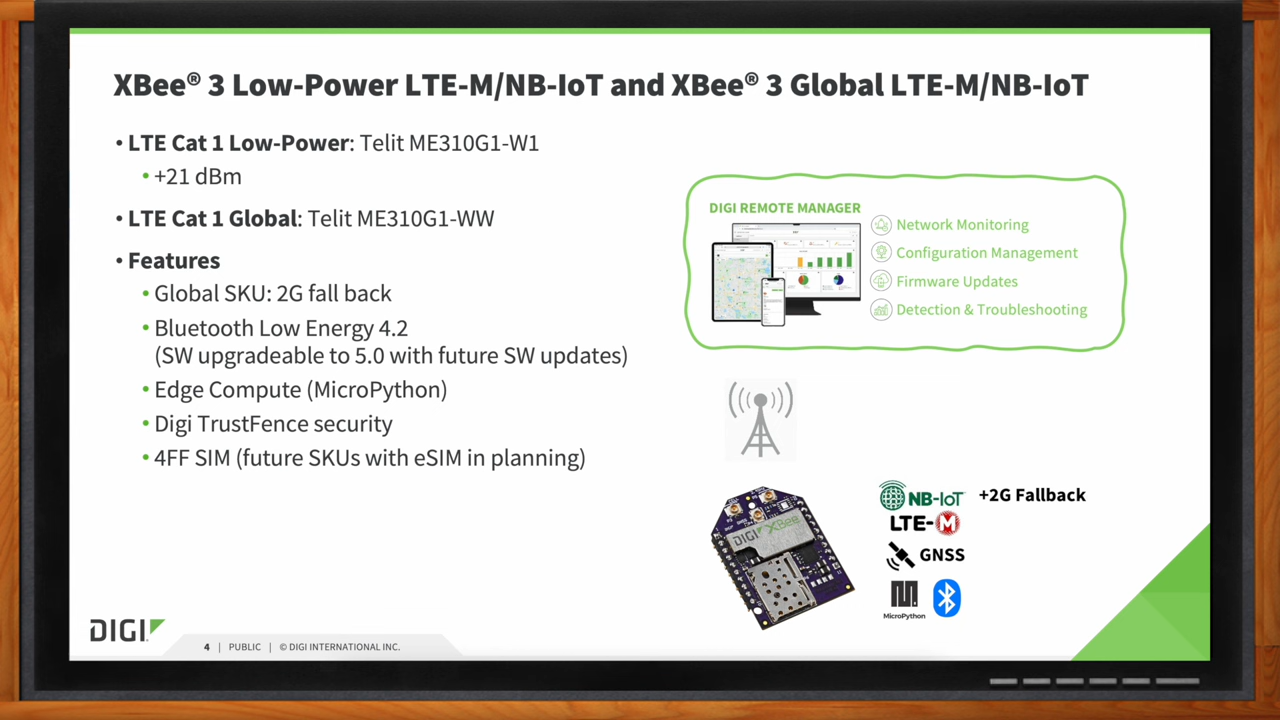 XBee® 3 Low-Power LTE-M/NB-IoT and XBee® 3 Global LTE-M/NB-IoT
• LTE Cat 1 Low-Power: Telit ME310G1-W1
• +21 dBm
• LTE Cat 1 Global: Telit ME310G1-WW
• Features
• Global SKU: 2G fall back
• Bluetooth Low Energy 4.2
(SW upgradeable to 5.0 with future SW updates)
• Edge Compute (MicroPython)
• Digi TrustFence security
• 4FF SIM (future SKUs with eSIM in planning)
DIGI REMOTE MANAGER
Network Monitoring
Configuration Management
Firmware Updates
Detection & Troubleshooting
DIGI XBee
NB-IoT
+2G Fallback
LTE-M
GNSS
MicroPython
DIGI
4 | PUBLIC | © DIGI INTERNATIONAL INC.